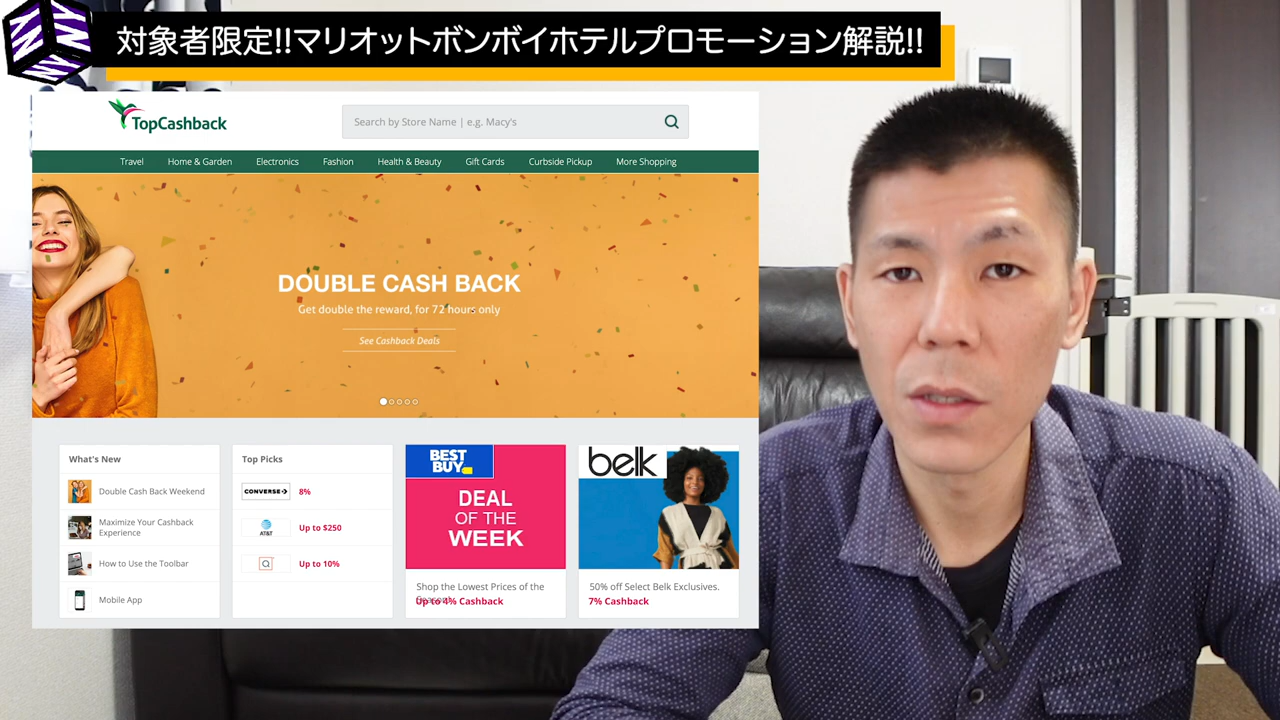 対象者限定!!マリオットボンボイホテルプロモーション解説!!
YNY
TopCashback
Search by Store Name | e.g. Macy's
Travel Home & Garden Electronics Fashion Health & Beauty Gift Cards Curbside Pickup More Shopping
DOUBLE CASH BACK
Get double the reward, for 72 hours only
See Cashback Deals
What's New
Double Cash Back Weekend
Maximize Your Cashback
Experience
How to Use the Toolbar
Mobile App
Top Picks
CONVERSE 8%
AT&T Up to $250
Up to 10%
BEST
BUY
DEAL
OF THE
WEEK
Shop the Lowest Prices of the
Up to 4% Cashback
belk
50% off Select Belk Exclusives.
7% Cashback